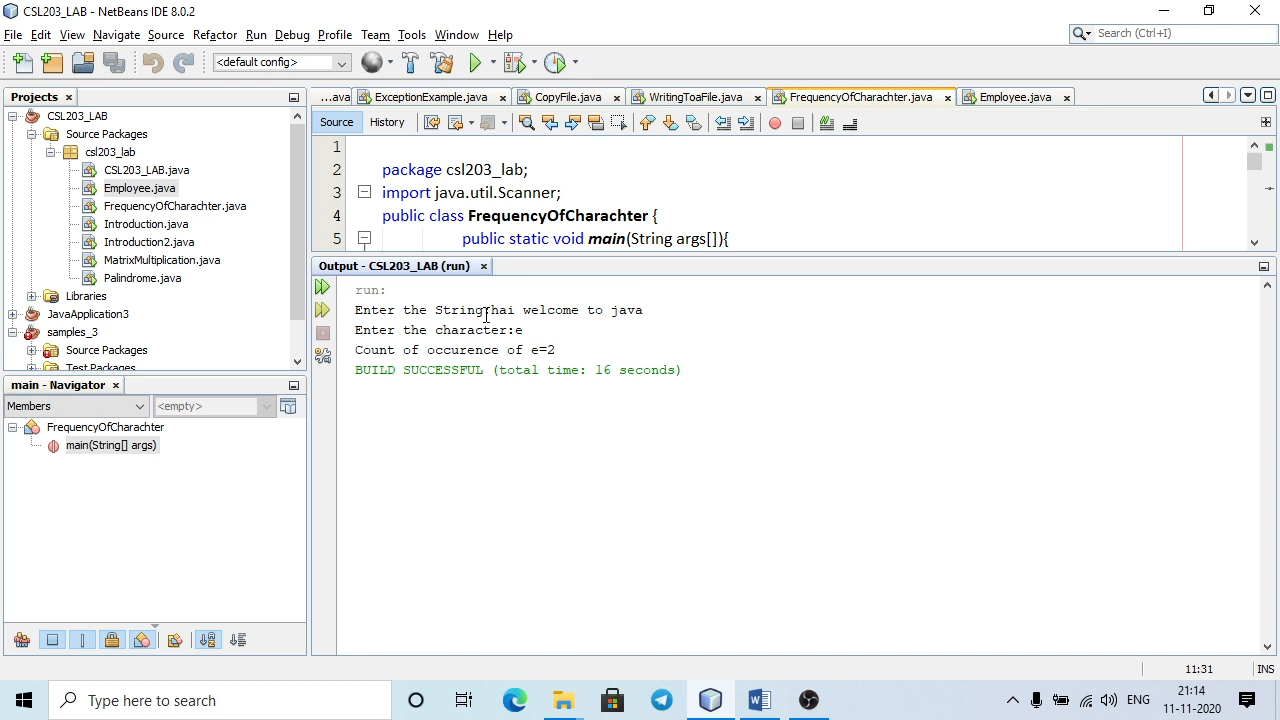 CSL203_LAB - NetBeans IDE 8.0.2
File Edit View Navigate Source Refactor Run Debug Profile Team Tools Window Help
Search (Ctrl+I)
<default config>
Projects
...ava ExceptionExample.java CopyFile.java WritingToaFile.java FrequencyOfCharachter.java Employee.java
CSL203_LAB
Source Packages
csl203_lab
CSL203_LAB.java
Employee.java
FrequencyOfCharachter.java
Introduction.java
Introduction2.java
MatrixMultiplication.java
Palindrome.java
Libraries
JavaApplication3
samples_3
Source Packages
Test Packages
Source History
1
2 package csl203_lab;
3 import java.util.Scanner;
4 public class FrequencyOfCharachter {
5 public static void main(String args[]){
Output - CSL203_LAB (run)
run:
Enter the String:hai welcome to java
Enter the character:e
Count of occurence of e=2
BUILD SUCCESSFUL (total time: 16 seconds)
main - Navigator
Members <empty>
FrequencyOfCharachter
main(String[] args)
11:31 INS
Type here to search
ENG
21:14
11-11-2020